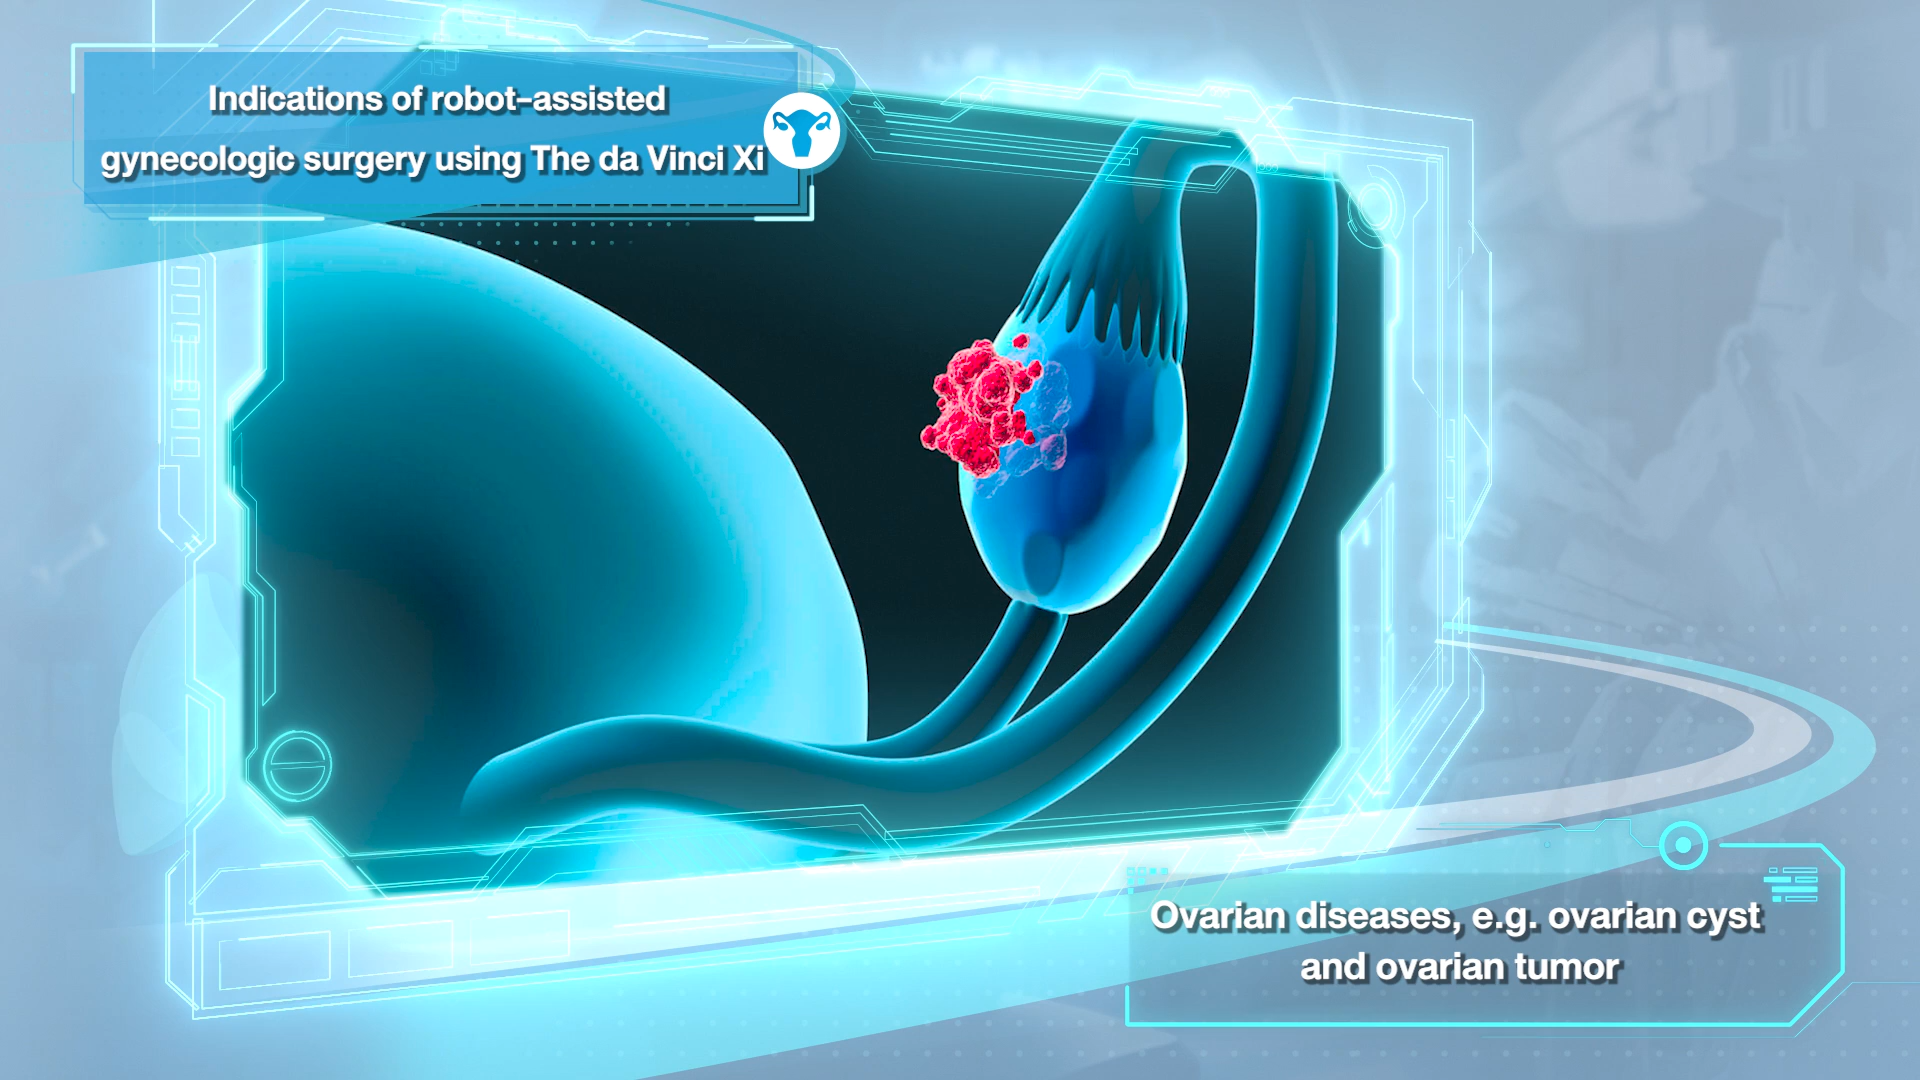 Indications of robot-assisted
gynecologic surgery using The da Vinci Xi
Ovarian diseases, e.g. ovarian cyst
and ovarian tumor